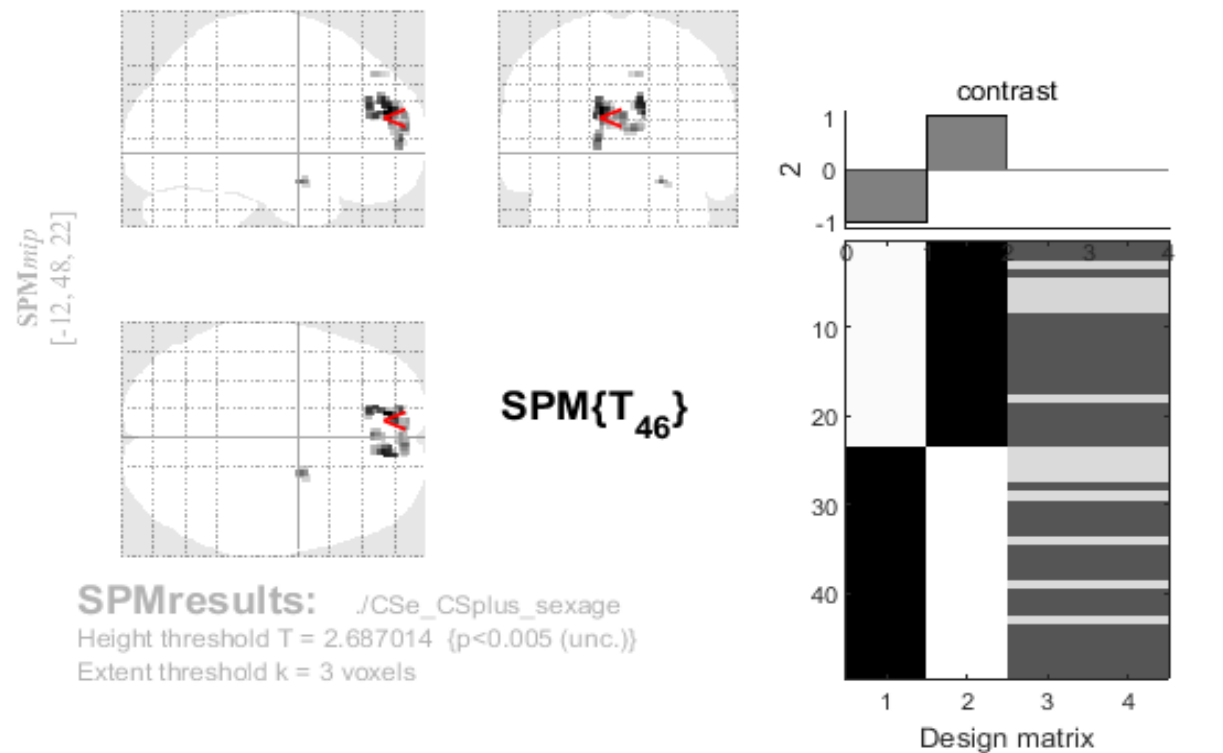 contrast
1
0
-1
2
SPMmip
[-12, 48, 22]
0 1 2 3 4
10
20
30
40
SPM{T46}
SPMresults: ./CSe_CSplus_sexage
Height threshold T = 2.687014 {p<0.005 (unc.)}
Extent threshold k = 3 voxels
1 2 3 4
Design matrix